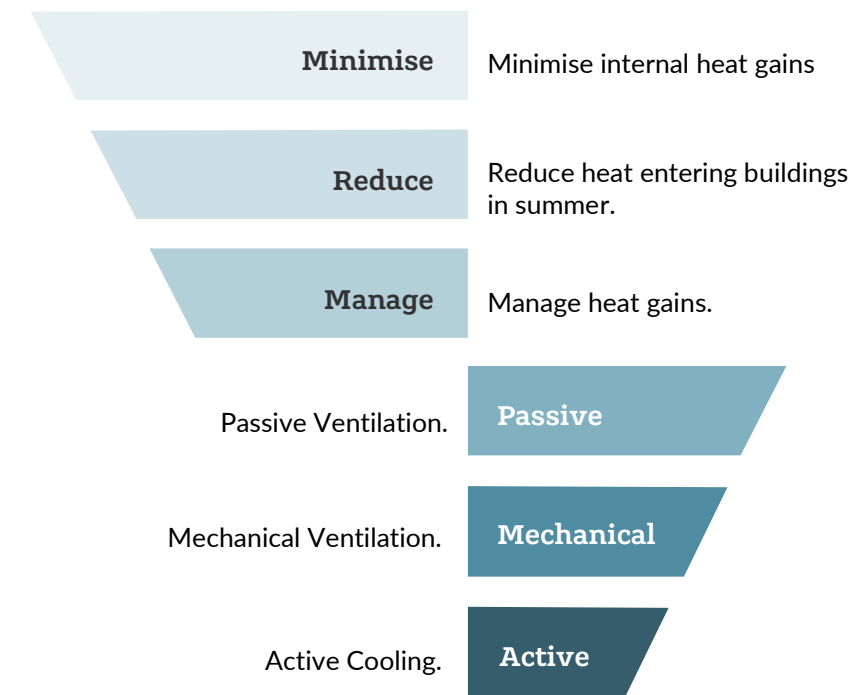 Minimise
Minimise internal heat gains
Reduce
Reduce heat entering buildings
in summer.
Manage
Manage heat gains.
Passive Ventilation.
Passive
Mechanical Ventilation.
Mechanical
Active Cooling.
Active